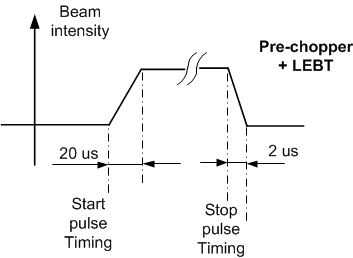 Beam
intensity
Pre-chopper
+ LEBT
20 us
2 us
Start
pulse
Timing
Stop
pulse
Timing